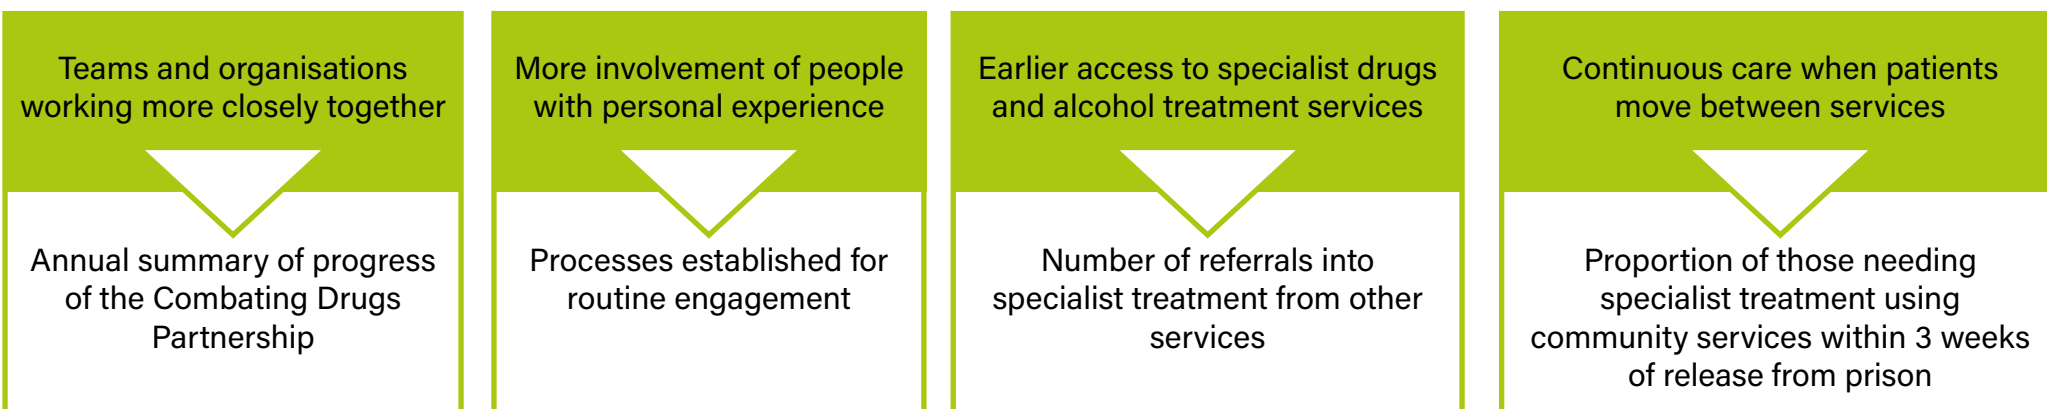 Teams and organisations
working more closely together
Annual summary of progress
of the Combating Drugs
Partnership
More involvement of people
with personal experience
Processes established for
routine engagement
Earlier access to specialist drugs
and alcohol treatment services
Number of referrals into
specialist treatment from other
services
Continuous care when patients
move between services
Proportion of those needing
specialist treatment using
community services within 3 weeks
of release from prison